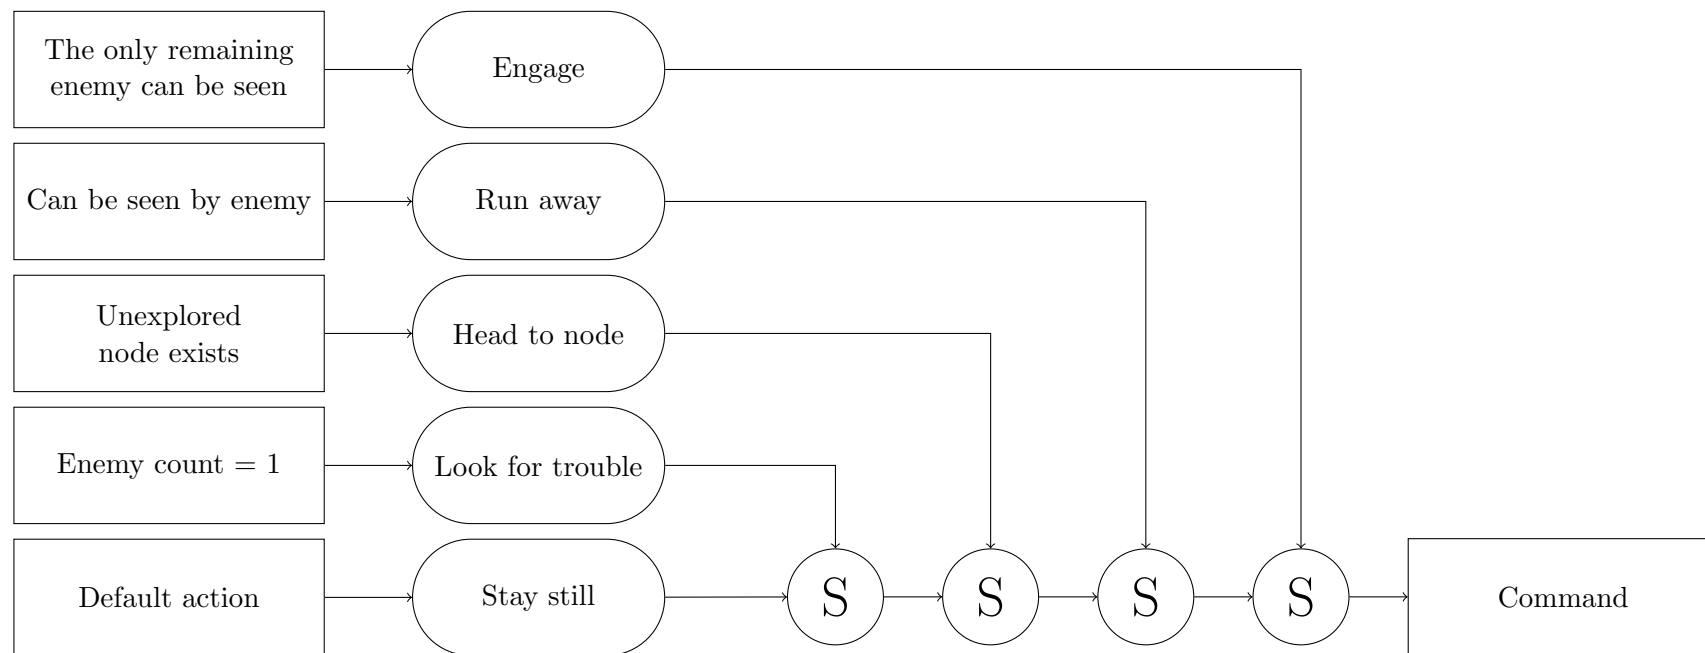 The only remaining
enemy can be seen
Engage
Can be seen by enemy
Run away
Unexplored
node exists
Head to node
Enemy count = 1
Look for trouble
Default action
Stay still
S
S
S
S
Command